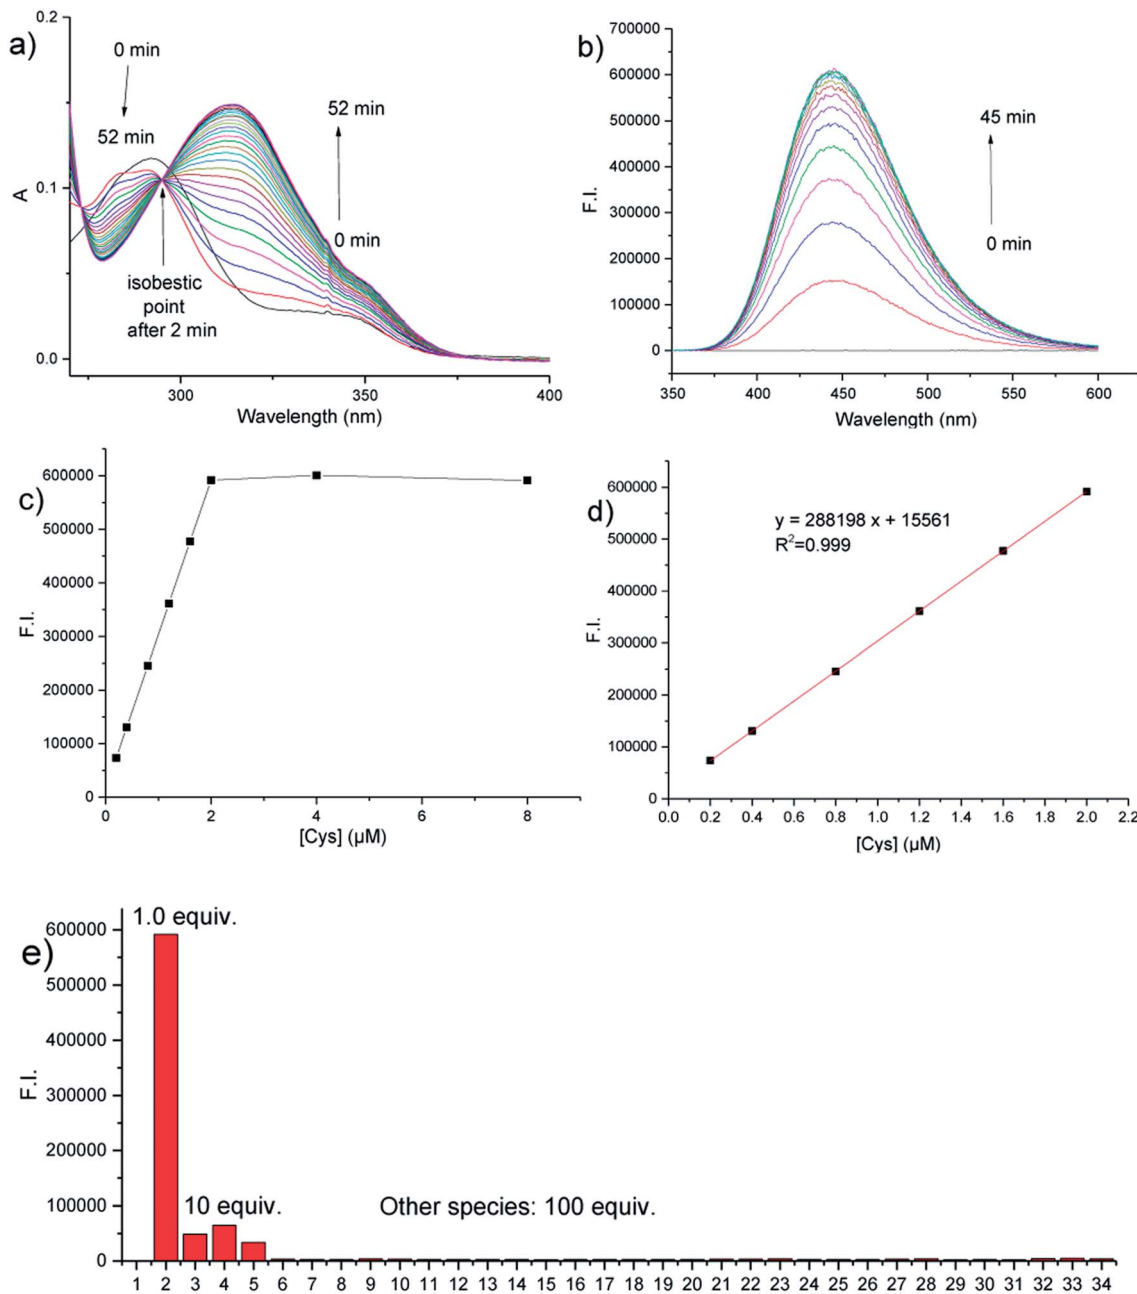 a)
0.2
0.1
0.0
A
0 min
52 min
52 min
0 min
isobestic
point
after 2 min
300
350
400
Wavelength (nm)
b)
700000
600000
500000
400000
300000
200000
100000
0
F.I.
45 min
0 min
350
400
450
500
550
600
Wavelength (nm)
c)
600000
500000
400000
300000
200000
100000
0
F.I.
0
2
4
6
8
[Cys] (µM)
d)
600000
500000
400000
300000
200000
100000
0
F.I.
y = 288198 x + 15561
R²=0.999
0.0 0.2 0.4 0.6 0.8 1.0 1.2 1.4 1.6 1.8 2.0 2.2
[Cys] (µM)
e)
600000
500000
400000
300000
200000
100000
0
F.I.
1.0 equiv.
10 equiv.
Other species: 100 equiv.
1 2 3 4 5 6 7 8 9 10 11 12 13 14 15 16 17 18 19 20 21 22 23 24 25 26 27 28 29 30 31 32 33 34